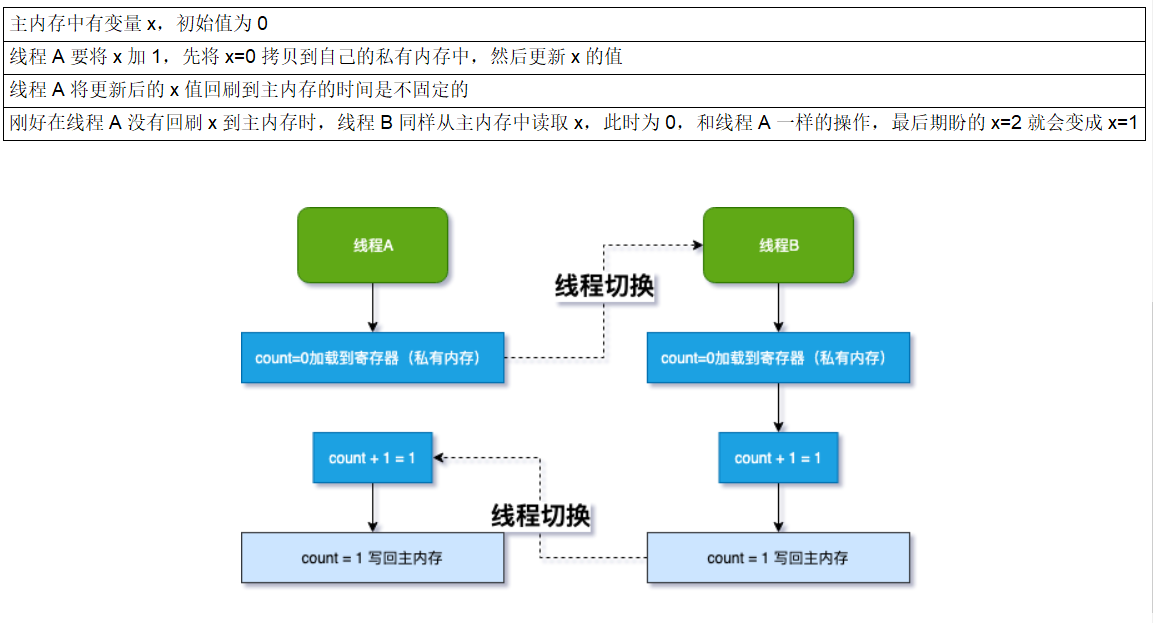 主内存中有变量 x，初始值为 0
线程 A 要将 x 加 1，先将 x=0 拷贝到自己的私有内存中，然后更新 x 的值
线程 A 将更新后的 x 值回刷到主内存的时间是不固定的
刚好在线程 A 没有回刷 x 到主内存时，线程 B 同样从主内存中读取 x，此时为 0，和线程 A 一样的操作，最后期盼的 x=2 就会变成 x=1
线程A
线程B
线程切换
count=0加载到寄存器（私有内存）
count=0加载到寄存器（私有内存）
count + 1 = 1
count + 1 = 1
线程切换
count = 1 写回主内存
count = 1 写回主内存